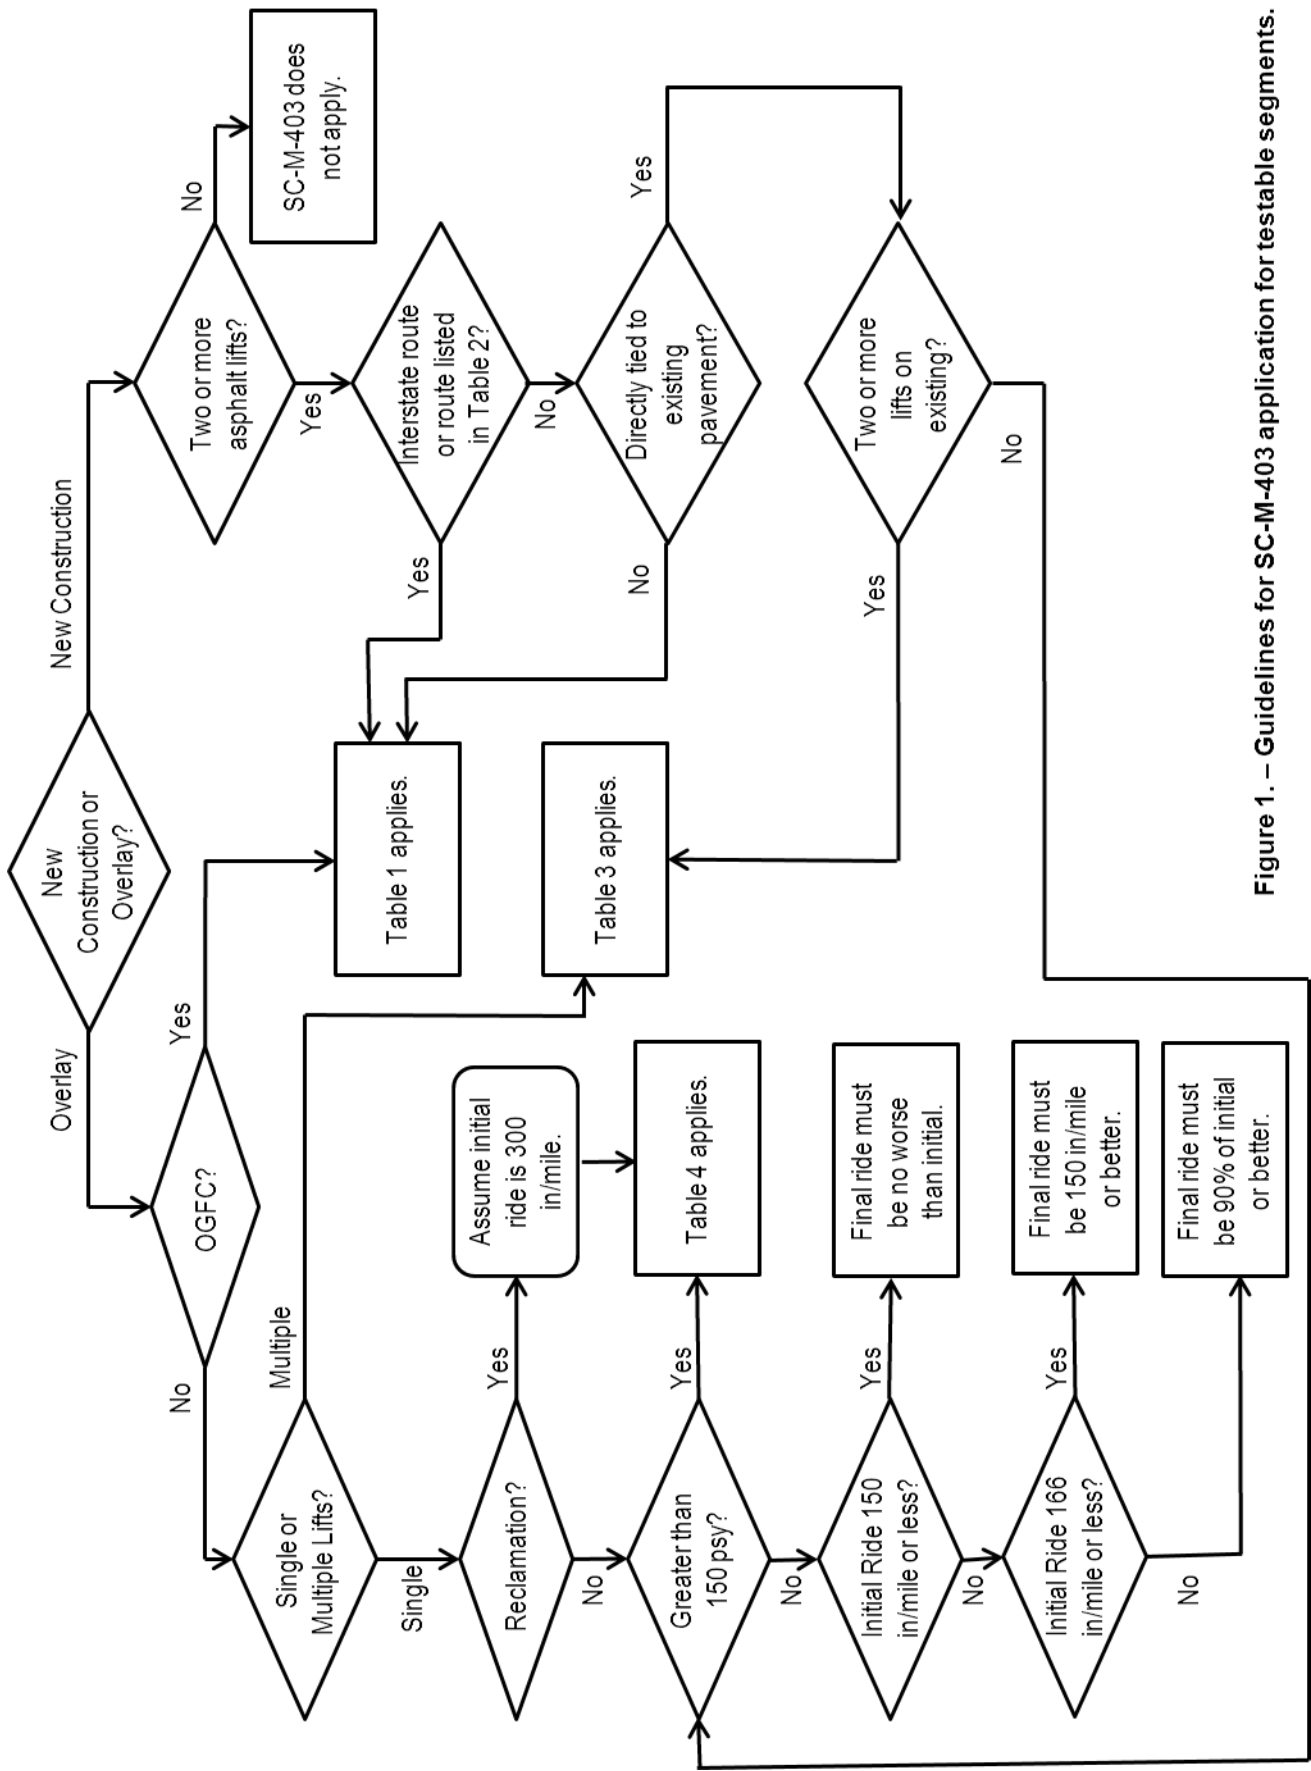 New
Construction or
Overlay?
Overlay
New Construction
OGFC?
Yes
No
Two or more
asphalt lifts?
No
SC-M-403 does
not apply.
Yes
Single or
Multiple Lifts?
Multiple
Single
Table 1 applies.
Yes
Interstate route
or route listed
in Table 2?
No
Reclamation?
Yes
Assume initial
ride is 300
in/mile.
No
Table 3 applies.
No
Directly tied to
existing
pavement?
Yes
Greater than
150 psy?
Yes
Table 4 applies.
No
Initial Ride 150
in/mile or less?
Yes
Final ride must
be no worse
than initial.
No
Yes
Two or more
lifts on
existing?
No
Initial Ride 166
in/mile or less?
Yes
Final ride must
be 150 in/mile
or better.
No
Final ride must
be 90% of initial
or better.
Figure 1. – Guidelines for SC-M-403 application for testable segments.